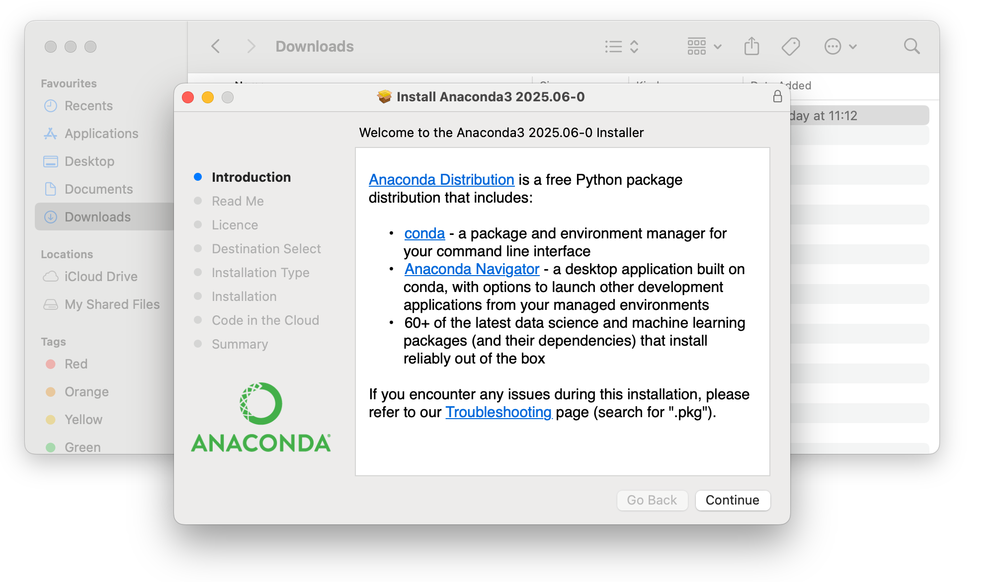 Downloads
Favourites
Recents
Applications
Desktop
Documents
Downloads
Locations
iCloud Drive
My Shared Files
Tags
Red
Orange
Yellow
Green
Added
day at 11:12
Install Anaconda3 2025.06-0
Welcome to the Anaconda3 2025.06-0 Installer
Introduction
Read Me
Licence
Destination Select
Installation Type
Installation
Code in the Cloud
Summary
ANACONDA®
Anaconda Distribution is a free Python package
distribution that includes:
• conda - a package and environment manager for
your command line interface
• Anaconda Navigator - a desktop application built on
conda, with options to launch other development
applications from your managed environments
• 60+ of the latest data science and machine learning
packages (and their dependencies) that install
reliably out of the box
If you encounter any issues during this installation, please
refer to our Troubleshooting page (search for ".pkg").
Go Back
Continue